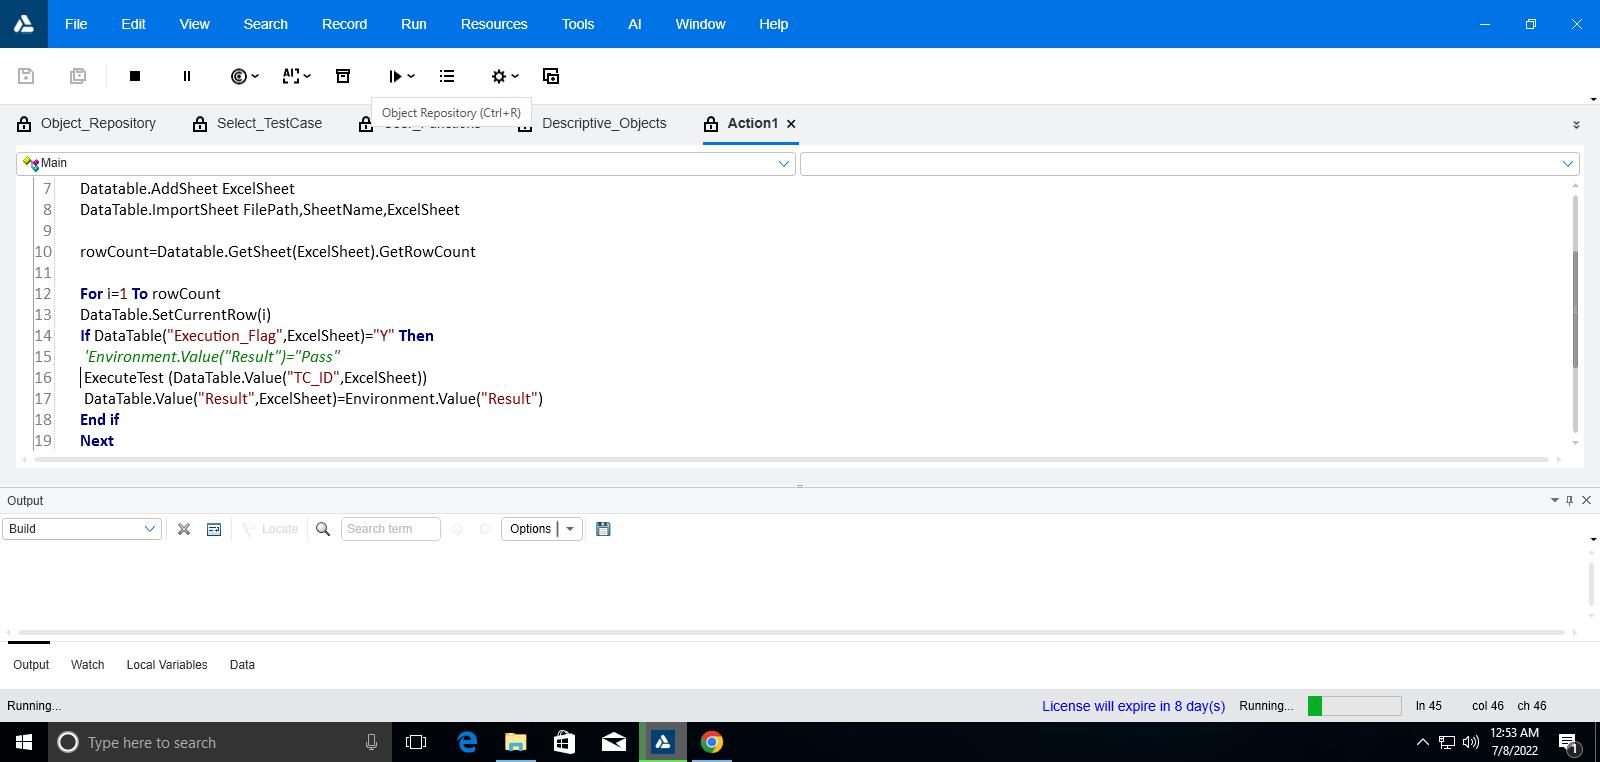 File Edit View Search Record Run Resources Tools AI Window Help
AI
Object Repository (Ctrl+R)
Object_Repository Select_TestCase Descriptive_Objects Action1
Main
7 Datatable.AddSheet ExcelSheet
8 DataTable.ImportSheet FilePath,SheetName,ExcelSheet
9
10 rowCount=Datatable.GetSheet(ExcelSheet).GetRowCount
11
12 For i=1 To rowCount
13 DataTable.SetCurrentRow(i)
14 If DataTable("Execution_Flag",ExcelSheet)="Y" Then
15 'Environment.Value("Result")="Pass"
16 ExecuteTest (DataTable.Value("TC_ID",ExcelSheet))
17 DataTable.Value("Result",ExcelSheet)=Environment.Value("Result")
18 End if
19 Next
Output
Build Locate Search term Options
Output Watch Local Variables Data
Running... License will expire in 8 day(s) Running... ln 45 col 46 ch 46
Type here to search
12:53 AM
7/8/2022
1